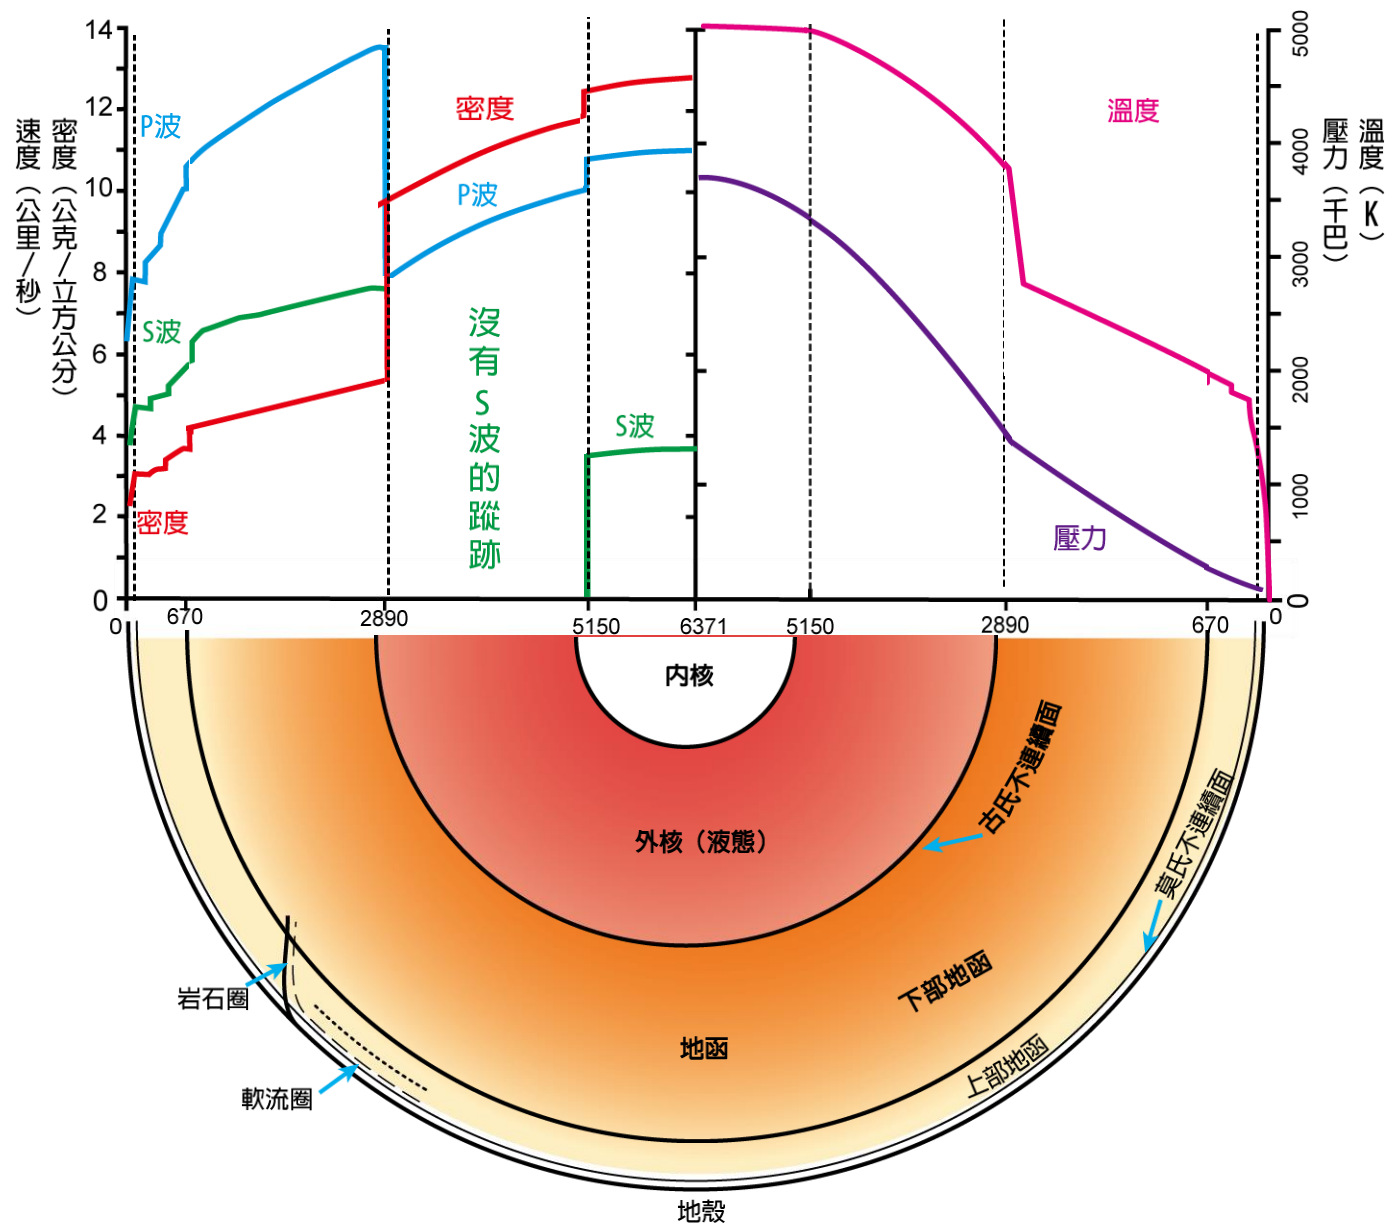 14
12
10
8
6
4
2
0
速度（公里/秒）
密度（公克/立方公分）
P波
S波
密度
密度
P波
沒有S波的蹤跡
S波
溫度
壓力
5000
4000
3000
2000
1000
0
壓力（千巴）
溫度（K）
0
670
2890
5150
6371
5150
2890
670
0
內核
外核（液態）
古氏不連續面
莫氏不連續面
下部地函
上部地函
地函
岩石圈
軟流圈
地殼